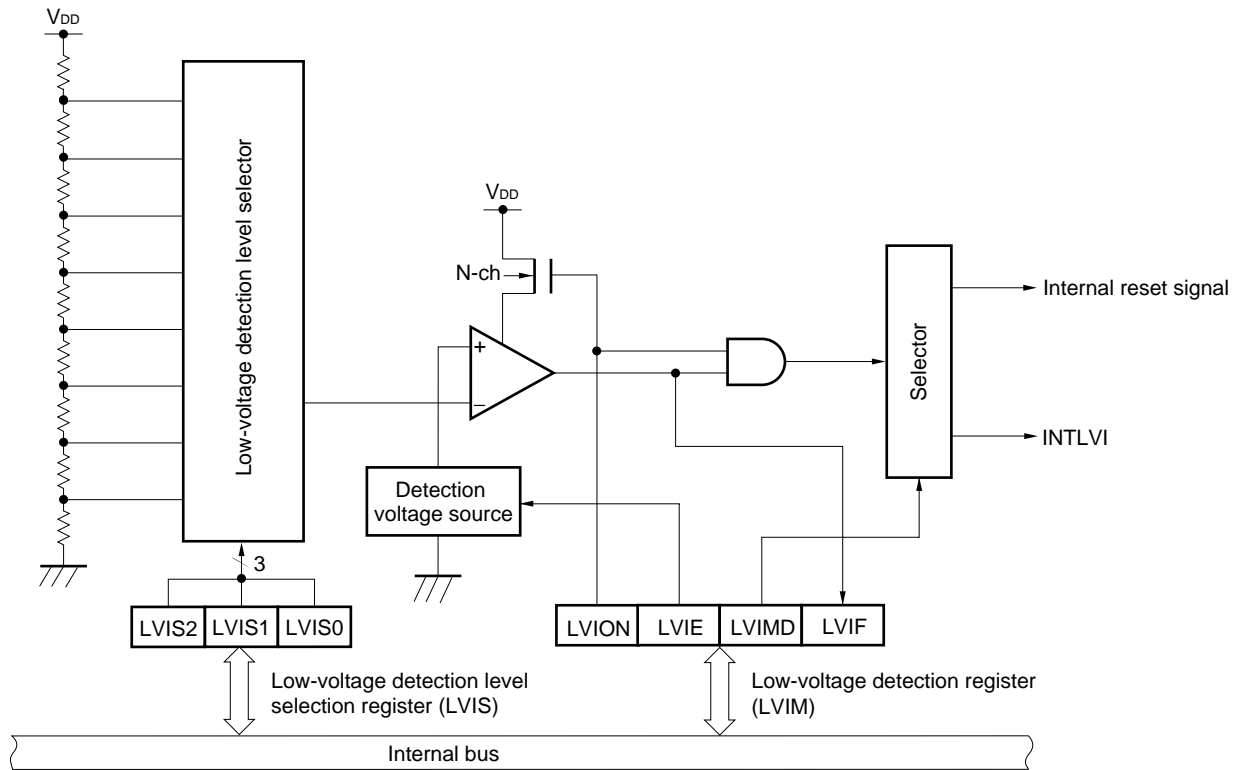 VDD
Low-voltage detection level selector
VDD
N-ch
+
−
Selector
Internal reset signal
INTLVI
Detection
voltage source
3
LVIS2 LVIS1 LVIS0
LVION LVIE LVIMD LVIF
Low-voltage detection level
selection register (LVIS)
Low-voltage detection register
(LVIM)
Internal bus